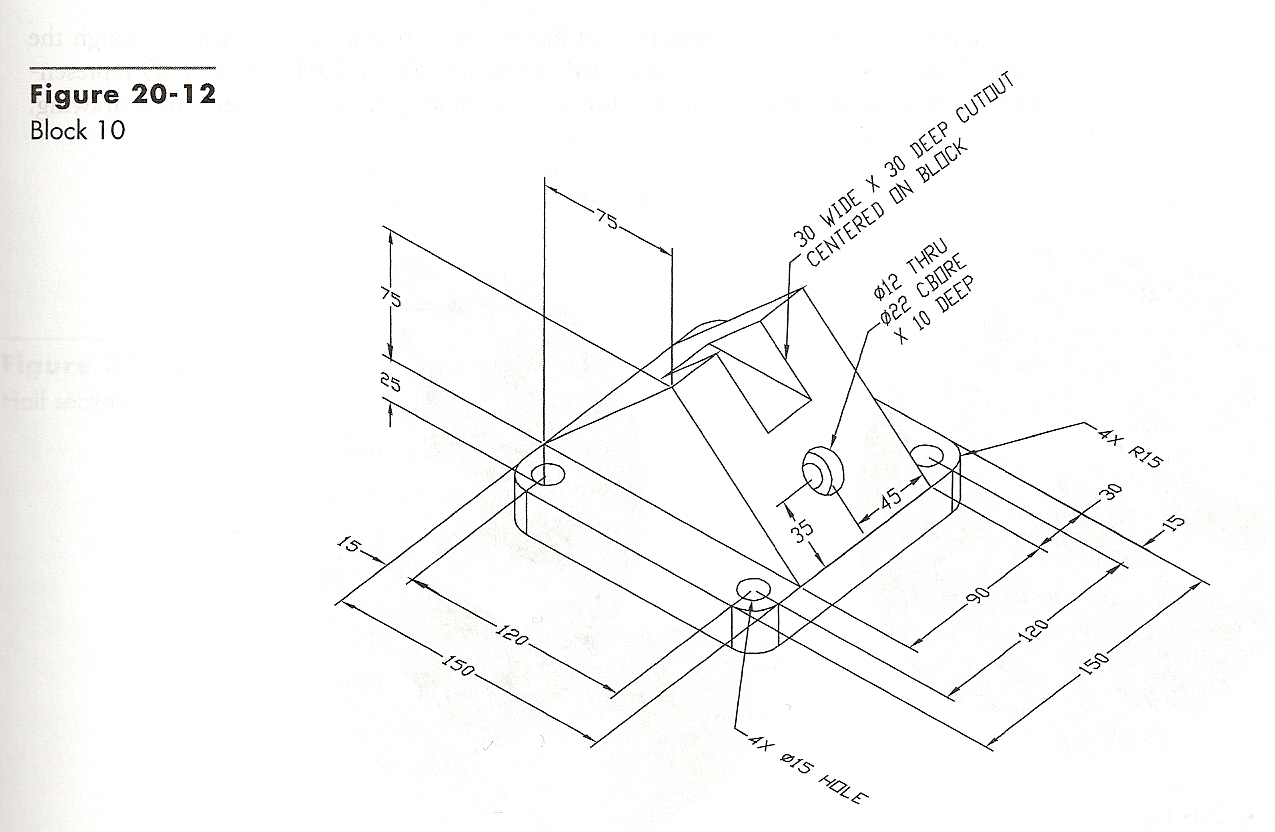 Figure 20-12
Block 10
75
30 WIDE X 30 DEEP CUTOUT
CENTERED ON BLOCK
Ø12 THRU
Ø22 CBORE
X 10 DEEP
75
25
4X R15
30
15
45
35
15
90
120
150
120
150
4X Ø15 HOLE